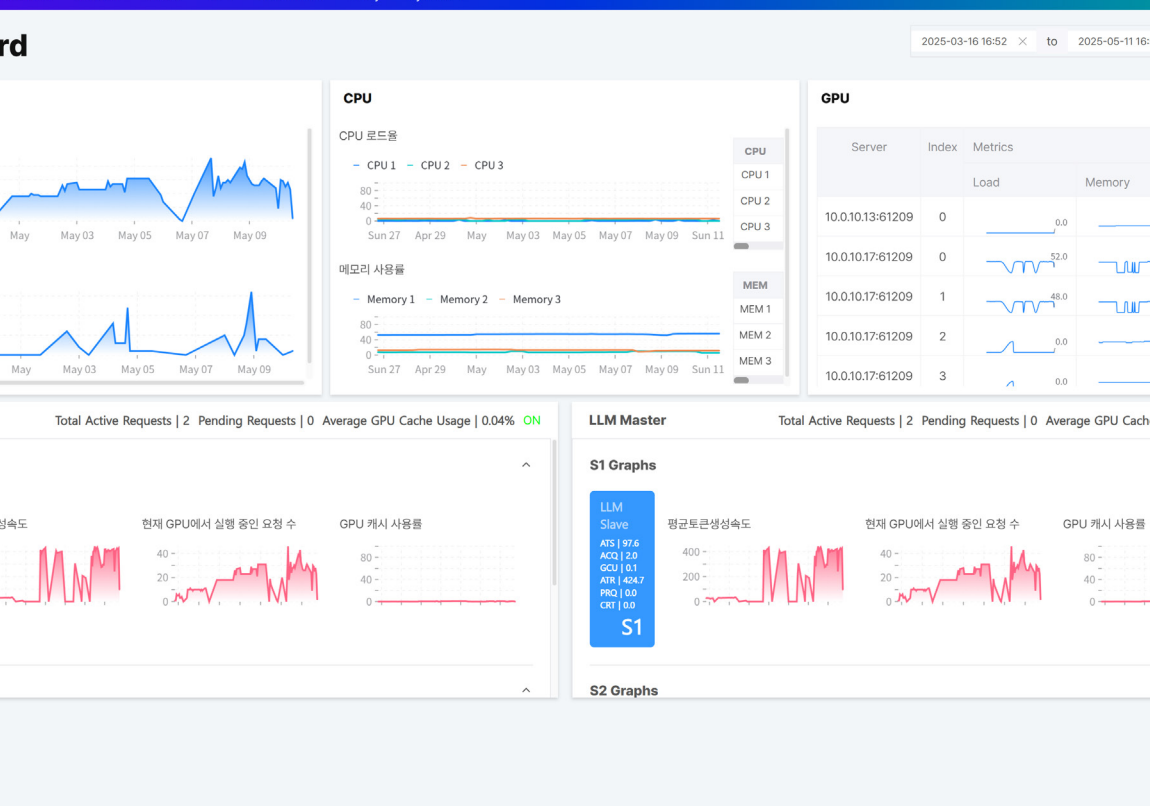 rd
2025-03-16 16:52 × to 2025-05-11 16:
May May 03 May 05 May 07 May 09
May May 03 May 05 May 07 May 09
CPU
CPU 로드율
CPU 1 CPU 2 CPU 3
80
40
0
Sun 27 Apr 29 May May 03 May 05 May 07 May 09 Sun 11
CPU
CPU 1
CPU 2
CPU 3
메모리 사용률
Memory 1 Memory 2 Memory 3
80
40
0
Sun 27 Apr 29 May May 03 May 05 May 07 May 09 Sun 11
MEM
MEM 1
MEM 2
MEM 3
GPU
Server Index Metrics
Load Memory
10.0.10.13:61209 0 0.0
10.0.10.17:61209 0 52.0
10.0.10.17:61209 1 48.0
10.0.10.17:61209 2 0.0
10.0.10.17:61209 3 0.0
Total Active Requests | 2 Pending Requests | 0 Average GPU Cache Usage | 0.04% ON
성속도
현재 GPU에서 실행 중인 요청 수
40
20
0
GPU 캐시 사용률
80
40
0
LLM Master
Total Active Requests | 2 Pending Requests | 0 Average GPU Cach
S1 Graphs
LLM
Slave
ATS | 97.6
ACQ | 2.0
GCU | 0.1
ATR | 424.7
PRQ | 0.0
CRT | 0.0
S1
평균토큰생성속도
400
200
0
현재 GPU에서 실행 중인 요청 수
40
20
0
GPU 캐시 사용률
80
40
0
S2 Graphs